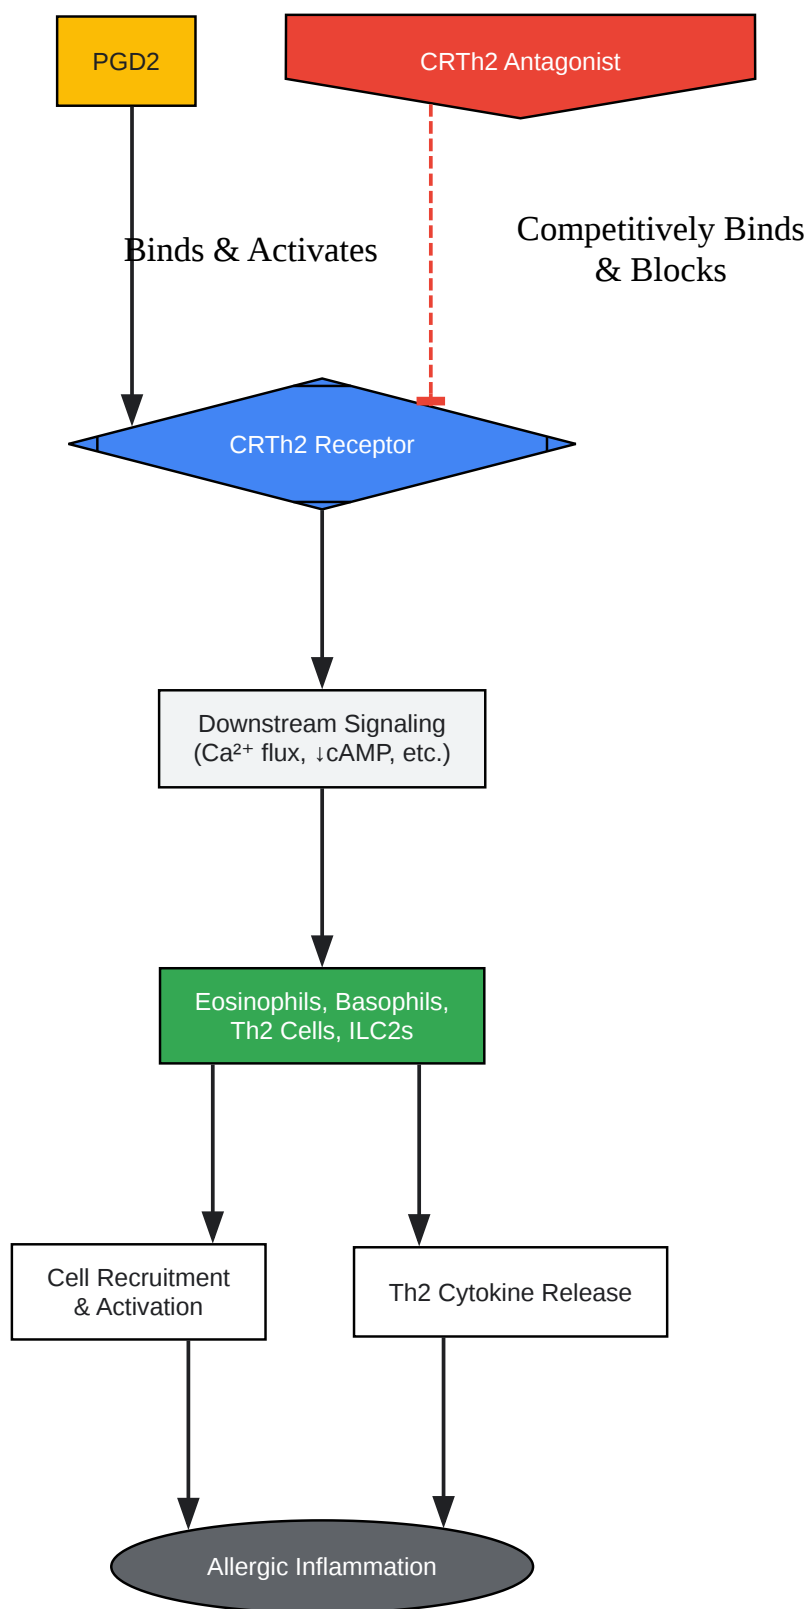 PGD2
CRTh2 Antagonist
Binds & Activates
Competitively Binds
& Blocks
CRTh2 Receptor
Downstream Signaling
(Ca²⁺ flux, ↓cAMP, etc.)
Eosinophils, Basophils,
Th2 Cells, ILC2s
Cell Recruitment
& Activation
Th2 Cytokine Release
Allergic Inflammation